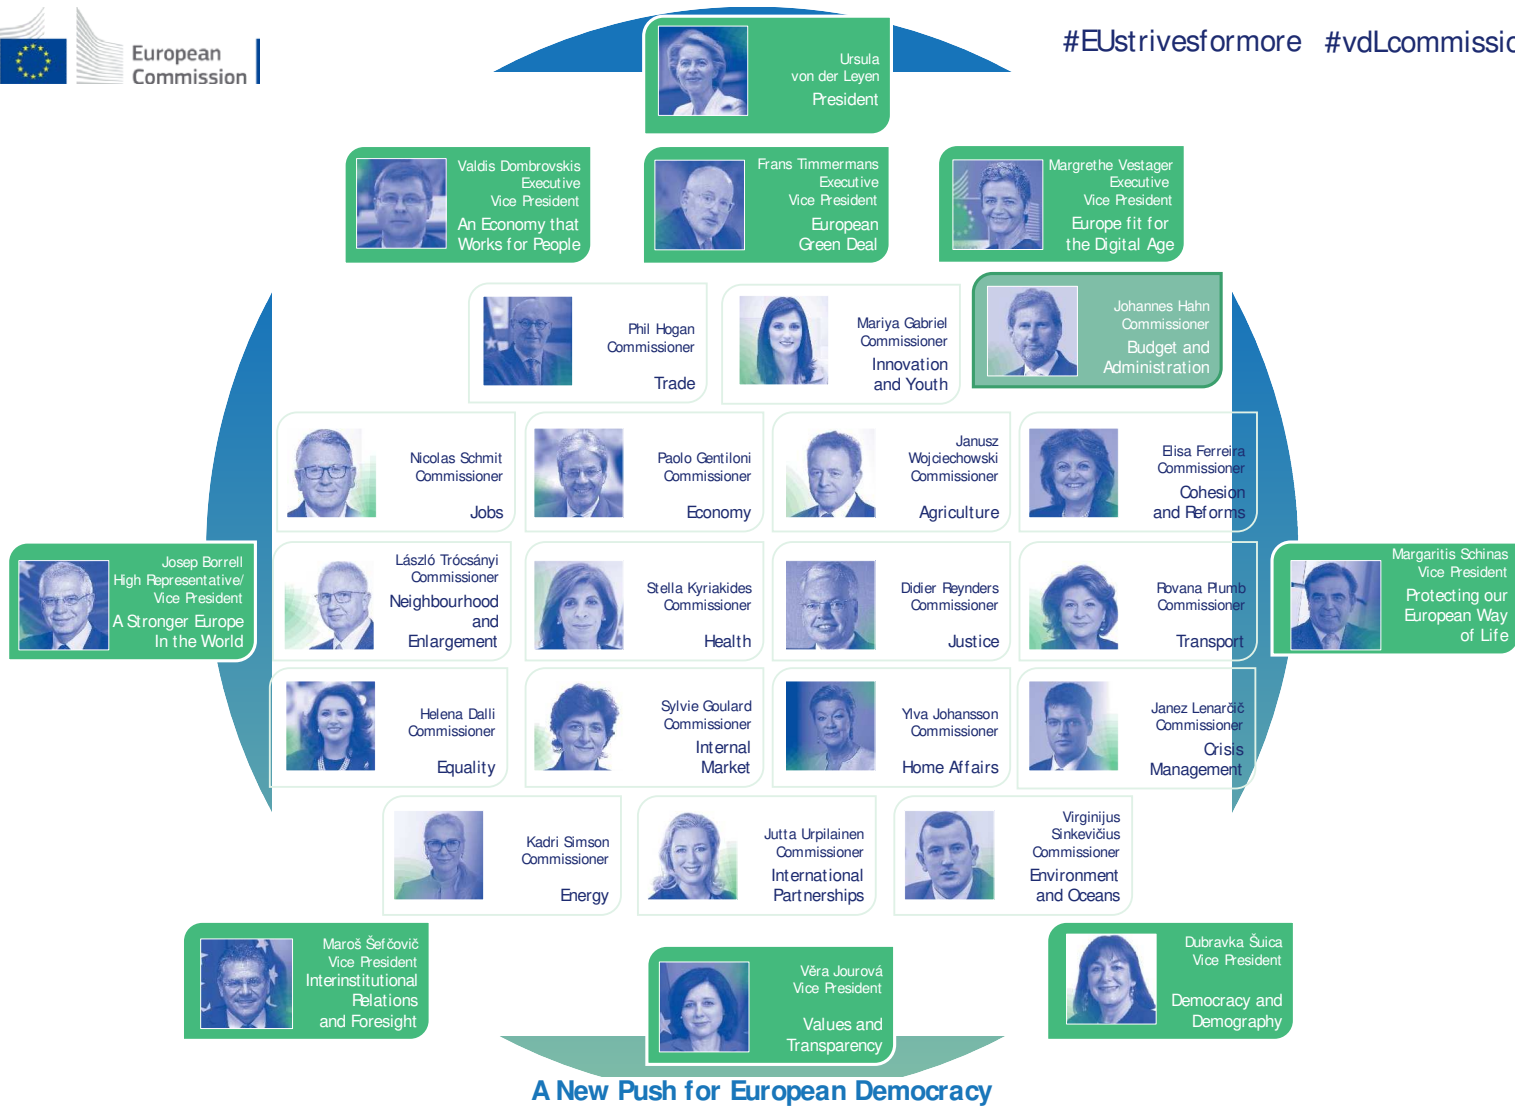 European
Commission
#EUstrivesformore #vdLcommissio
Ursula
von der Leyen
President
Valdis Dombrovskis
Executive
Vice President
An Economy that
Works for People
Frans Timmermans
Executive
Vice President
European
Green Deal
Margrethe Vestager
Executive
Vice President
Europe fit for
the Digital Age
Phil Hogan
Commissioner
Trade
Mariya Gabriel
Commissioner
Innovation
and Youth
Johannes Hahn
Commissioner
Budget and
Administration
Nicolas Schmit
Commissioner
Jobs
Paolo Gentiloni
Commissioner
Economy
Janusz
Wojciechowski
Commissioner
Agriculture
Elisa Ferreira
Commissioner
Cohesion
and Reforms
Josep Borrell
High Representative/
Vice President
A Stronger Europe
In the World
László Trócsányi
Commissioner
Neighbourhood
and
Enlargement
Stella Kyriakides
Commissioner
Health
Didier Reynders
Commissioner
Justice
Rovana Plumb
Commissioner
Transport
Margaritis Schinas
Vice President
Protecting our
European Way
of Life
Helena Dalli
Commissioner
Equality
Sylvie Goulard
Commissioner
Internal
Market
Ylva Johansson
Commissioner
Home Affairs
Janez Lenarčič
Commissioner
Crisis
Management
Kadri Simson
Commissioner
Energy
Jutta Urpilainen
Commissioner
International
Partnerships
Virginijus
Sinkevičius
Commissioner
Environment
and Oceans
Maroš Šefčovič
Vice President
Interinstitutional
Relations
and Foresight
Věra Jourová
Vice President
Values and
Transparency
Dubravka Šuica
Vice President
Democracy and
Demography
A New Push for European Democracy